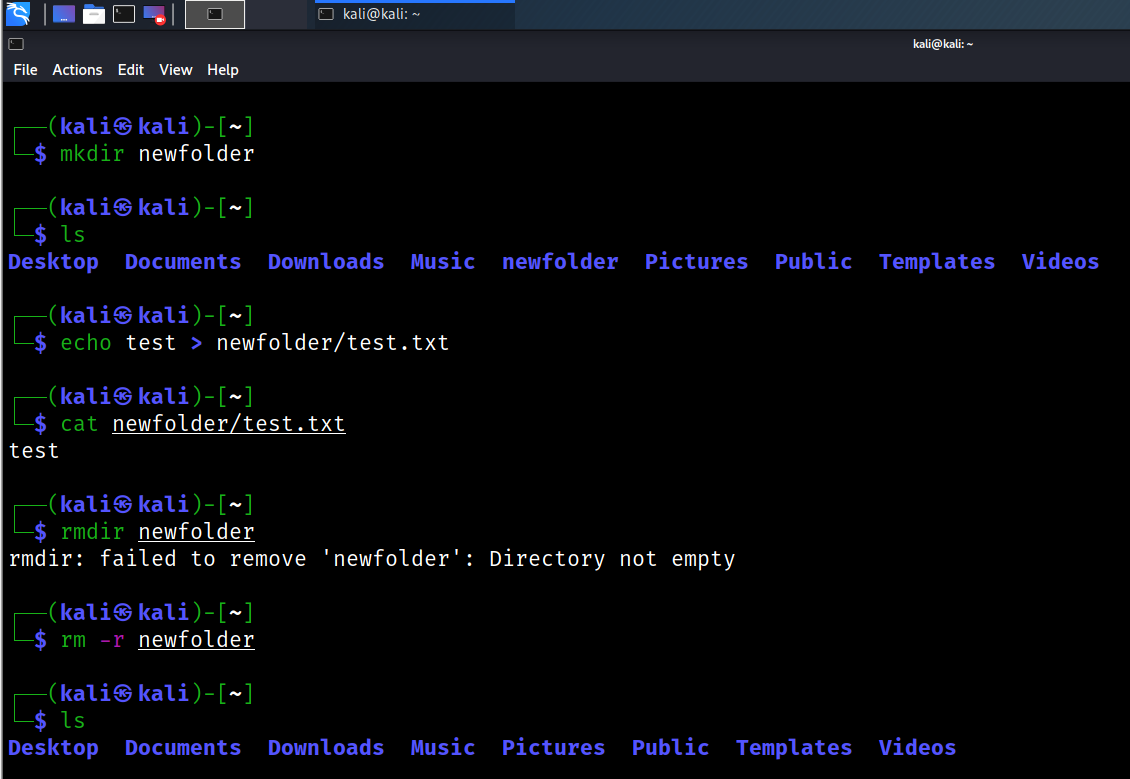 kali@kali: ~
kali@kali: ~
File Actions Edit View Help
┌──(kali㉿kali)-[~]
└─$ mkdir newfolder
┌──(kali㉿kali)-[~]
└─$ ls
Desktop Documents Downloads Music newfolder Pictures Public Templates Videos
┌──(kali㉿kali)-[~]
└─$ echo test > newfolder/test.txt
┌──(kali㉿kali)-[~]
└─$ cat newfolder/test.txt
test
┌──(kali㉿kali)-[~]
└─$ rmdir newfolder
rmdir: failed to remove 'newfolder': Directory not empty
┌──(kali㉿kali)-[~]
└─$ rm -r newfolder
┌──(kali㉿kali)-[~]
└─$ ls
Desktop Documents Downloads Music Pictures Public Templates Videos